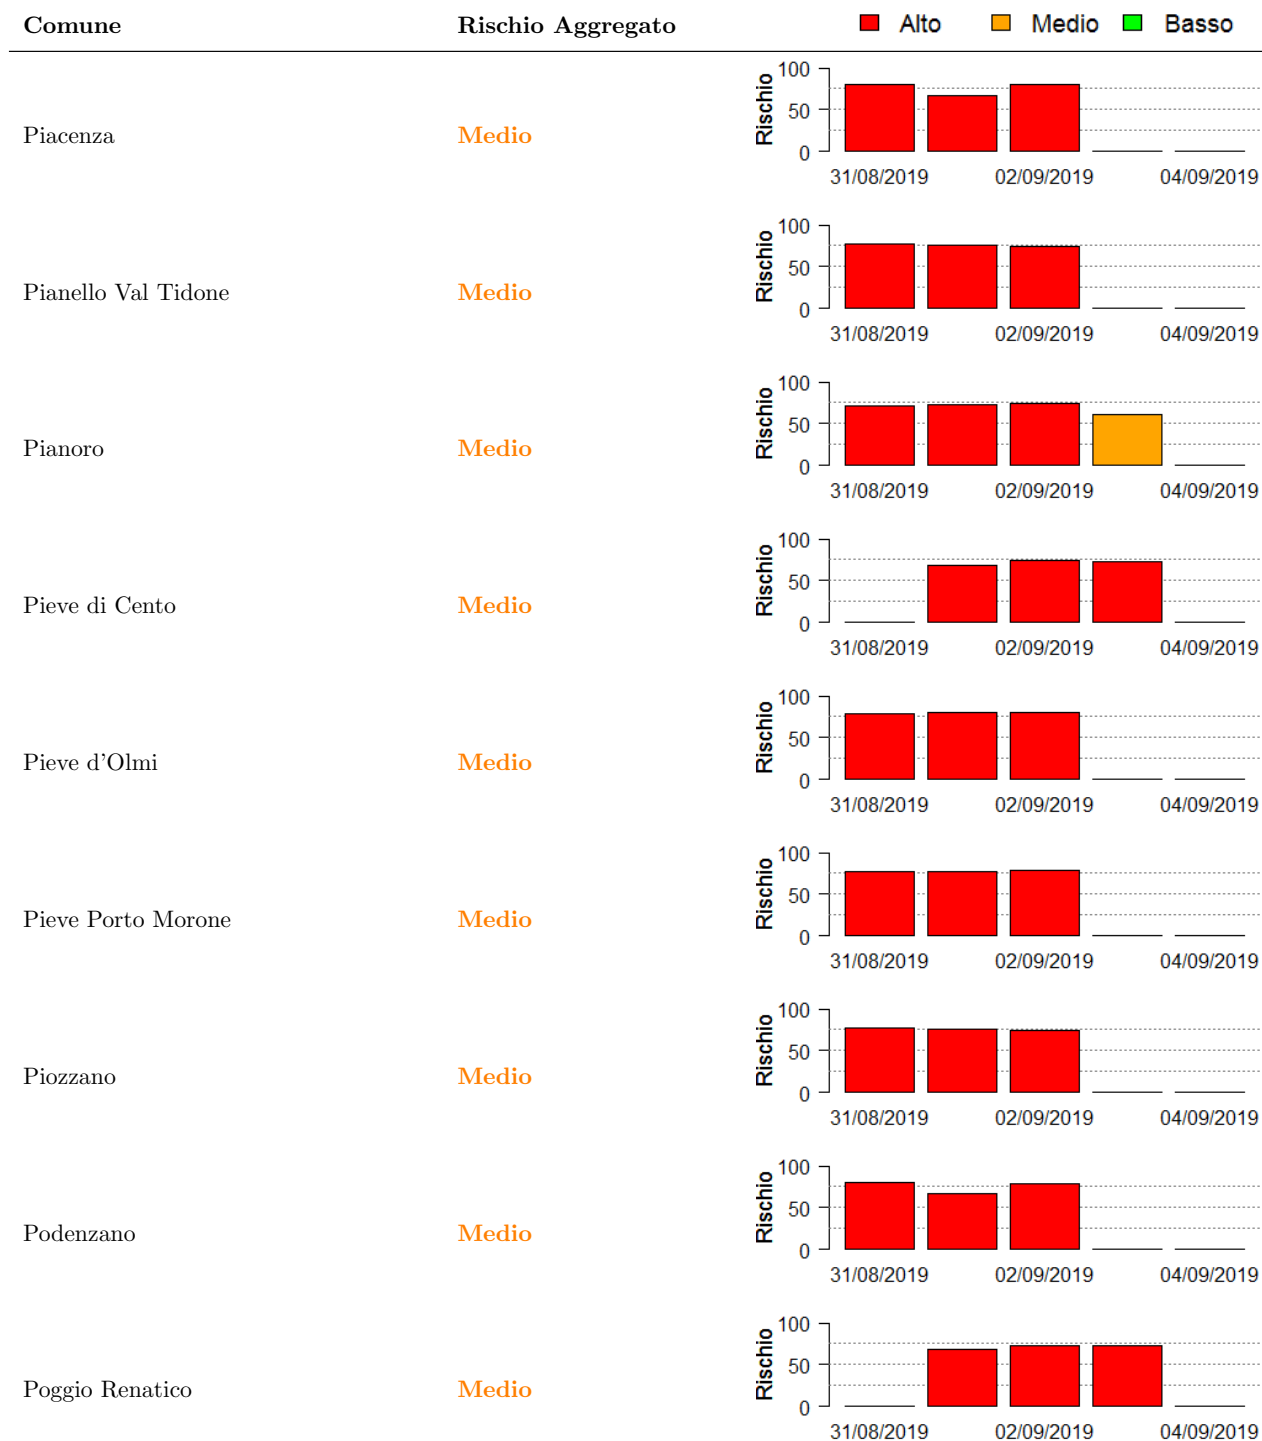 Comune Rischio Aggregato Alto Medio Basso
100
50
0
Rischio
Piacenza Medio
31/08/2019 02/09/2019 04/09/2019
100
50
0
Rischio
Pianello Val Tidone Medio
31/08/2019 02/09/2019 04/09/2019
100
50
0
Rischio
Pianoro Medio
31/08/2019 02/09/2019 04/09/2019
100
50
0
Rischio
Pieve di Cento Medio
31/08/2019 02/09/2019 04/09/2019
100
50
0
Rischio
Pieve d'Olmi Medio
31/08/2019 02/09/2019 04/09/2019
100
50
0
Rischio
Pieve Porto Morone Medio
31/08/2019 02/09/2019 04/09/2019
100
50
0
Rischio
Piozzano Medio
31/08/2019 02/09/2019 04/09/2019
100
50
0
Rischio
Podenzano Medio
31/08/2019 02/09/2019 04/09/2019
100
50
0
Rischio
Poggio Renatico Medio
31/08/2019 02/09/2019 04/09/2019